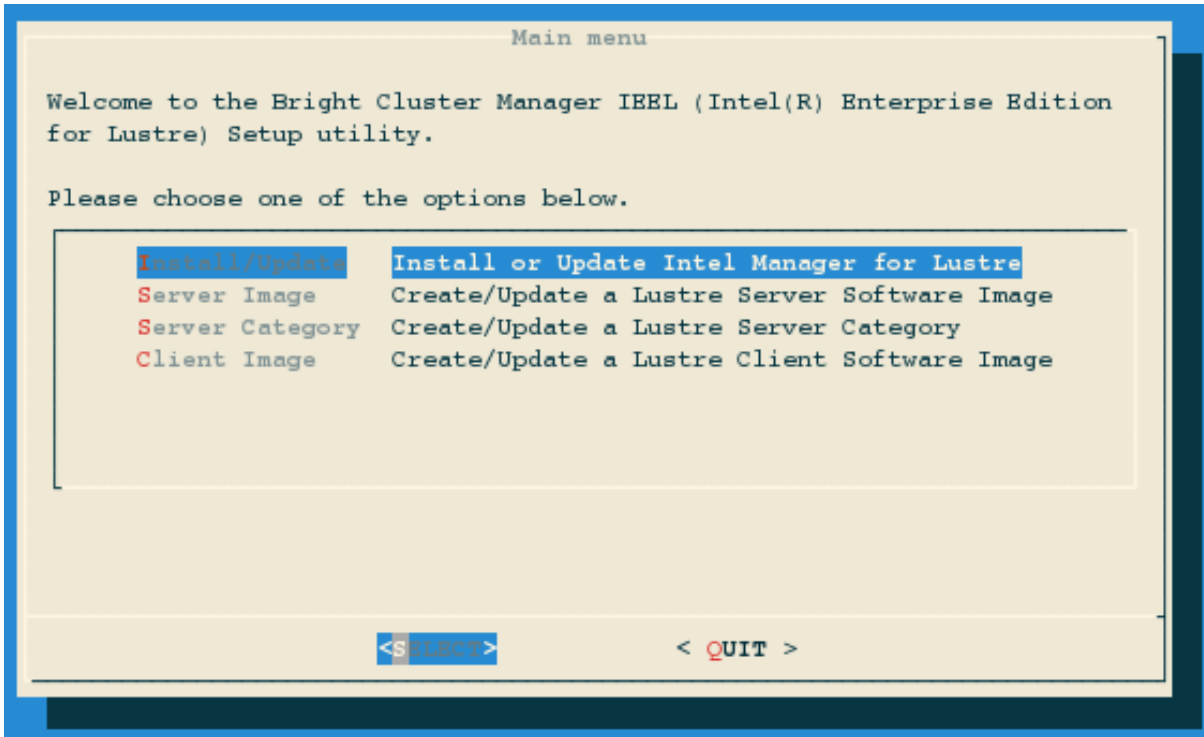 Main menu
Welcome to the Bright Cluster Manager IEEL (Intel(R) Enterprise Edition
for Lustre) Setup utility.
Please choose one of the options below.
Install/Update Install or Update Intel Manager for Lustre
Server Image Create/Update a Lustre Server Software Image
Server Category Create/Update a Lustre Server Category
Client Image Create/Update a Lustre Client Software Image
<SELECT> < QUIT >